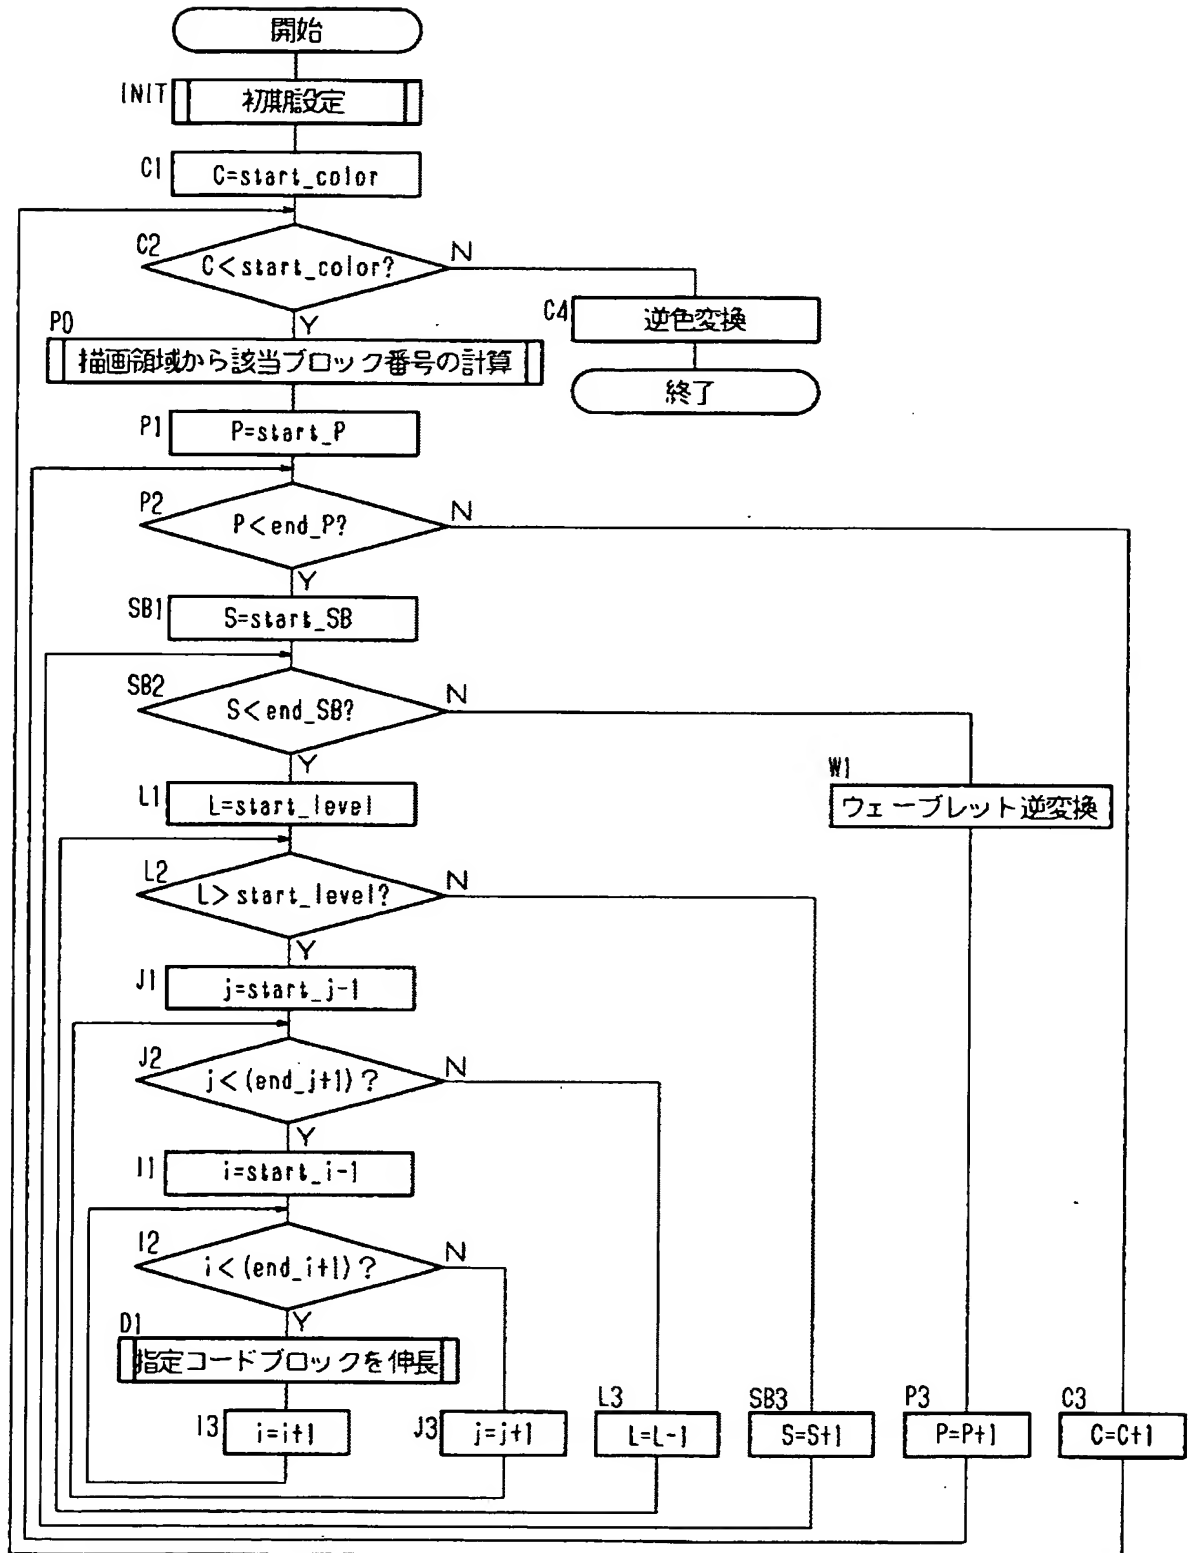 開始
INIT
初期設定
C1
C=start_color
C2
C<start_color?
N
Y
C4
逆色変換
P0
描画領域から該当ブロック番号の計算
終了
P1
P=start_P
P2
P<end_P?
N
Y
SB1
S=start_SB
SB2
S<end_SB?
N
Y
W1
ウェーブレット逆変換
L1
L=start_level
L2
L>start_level?
N
Y
J1
j=start_j-1
J2
j<(end_j+1)?
N
Y
I1
i=start_i-1
I2
i<(end_i+1)?
N
Y
D1
指定コードブロックを伸長
I3
i=i+1
J3
j=j+1
L3
L=L-1
SB3
S=S+1
P3
P=P+1
C3
C=C+1